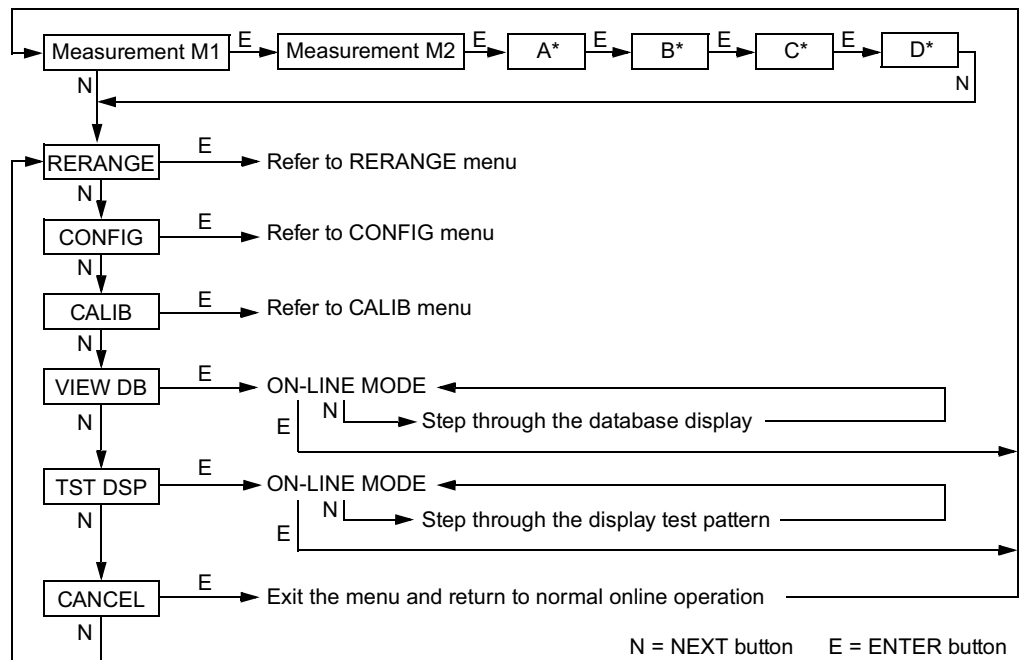 Measurement M1 E Measurement M2 E A* E B* E C* E D*
N N
RERANGE E Refer to RERANGE menu
N
CONFIG E Refer to CONFIG menu
N
CALIB E Refer to CALIB menu
N
VIEW DB E ON-LINE MODE
N E N Step through the database display
TST DSP E ON-LINE MODE
N E N Step through the display test pattern
CANCEL E Exit the menu and return to normal online operation
N
N = NEXT button E = ENTER button